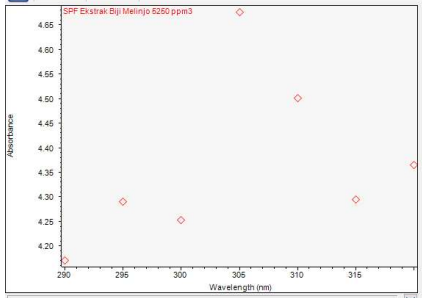 SPF Ekstrak Biji Melinjo 5250 ppm3
4.65
4.60
4.55
4.50
4.45
4.40
4.35
4.30
4.25
4.20
Absorbance
290 295 300 305 310 315
Wavelength (nm)